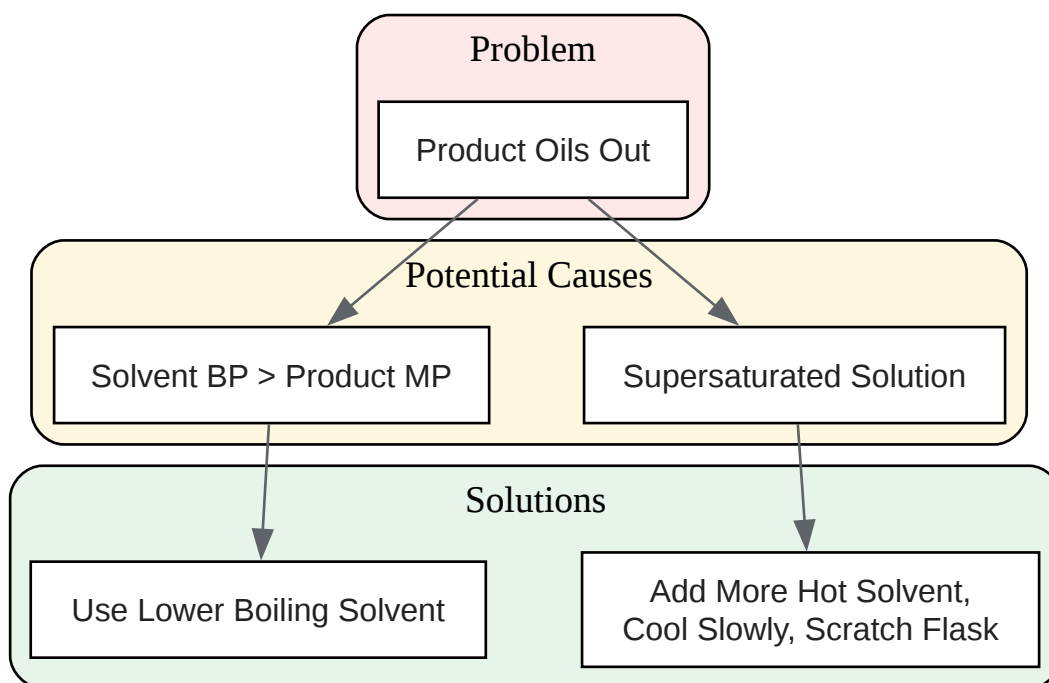 Problem
Product Oils Out
Potential Causes
Solvent BP > Product MP
Supersaturated Solution
Solutions
Use Lower Boiling Solvent
Add More Hot Solvent,
Cool Slowly, Scratch Flask